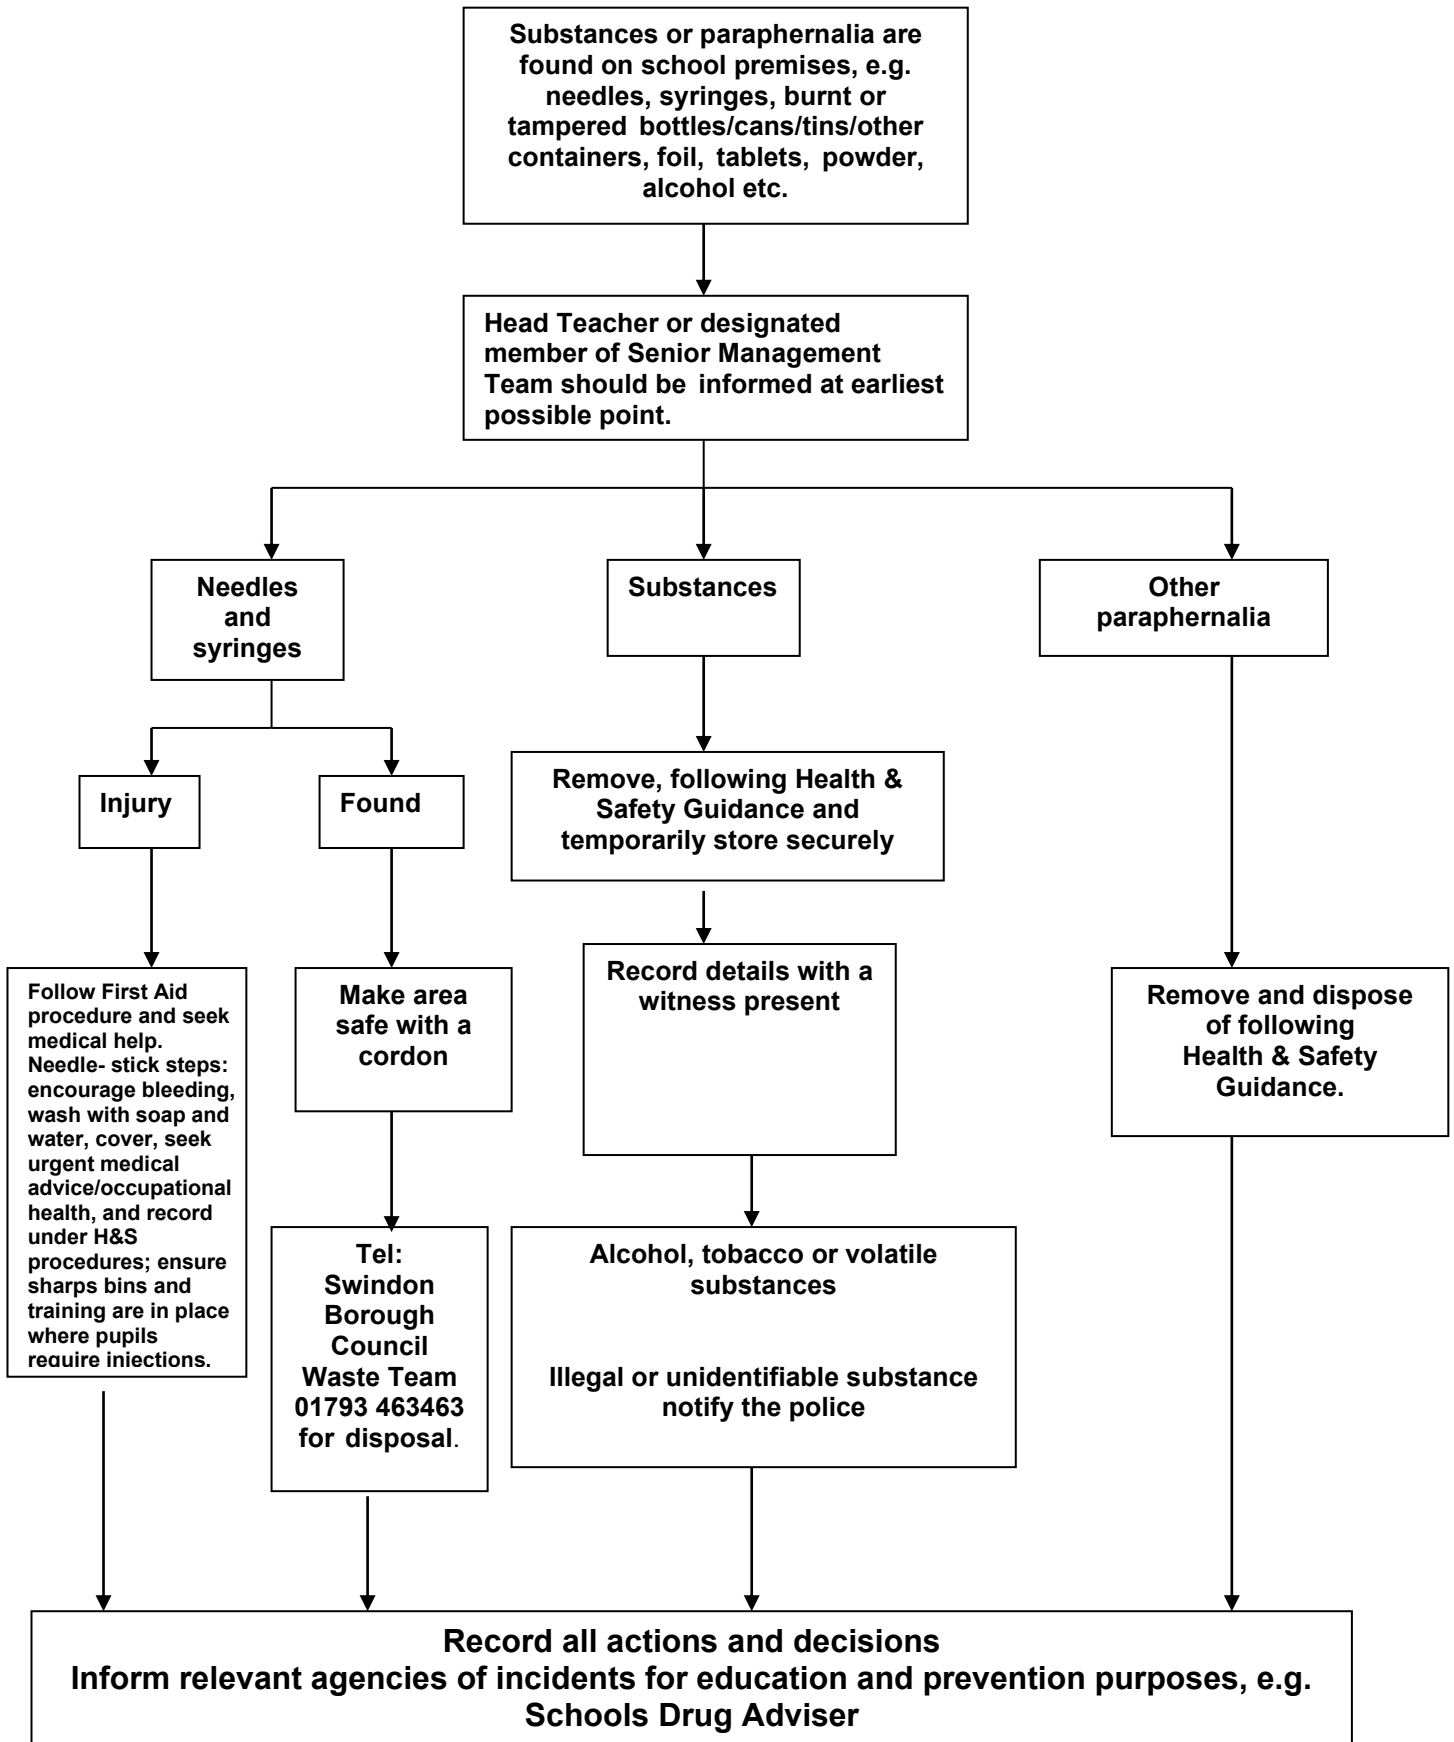 Substances or paraphernalia are
found on school premises, e.g.
needles, syringes, burnt or
tampered bottles/cans/tins/other
containers, foil, tablets, powder,
alcohol etc.
Head Teacher or designated
member of Senior Management
Team should be informed at earliest
possible point.
Needles
and
syringes
Substances
Other
paraphernalia
Injury
Found
Remove, following Health &
Safety Guidance and
temporarily store securely
Follow First Aid
procedure and seek
medical help.
Needle- stick steps:
encourage bleeding,
wash with soap and
water, cover, seek
urgent medical
advice/occupational
health, and record
under H&S
procedures; ensure
sharps bins and
training are in place
where pupils
require injections.
Make area
safe with a
cordon
Record details with a
witness present
Remove and dispose
of following
Health & Safety
Guidance.
Tel:
Swindon
Borough
Council
Waste Team
01793 463463
for disposal.
Alcohol, tobacco or volatile
substances
Illegal or unidentifiable substance
notify the police
Record all actions and decisions
Inform relevant agencies of incidents for education and prevention purposes, e.g.
Schools Drug Adviser